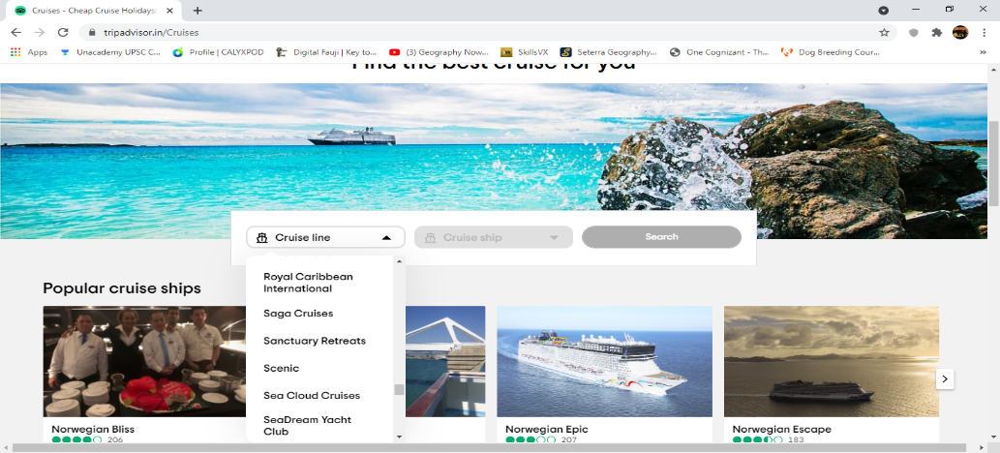 Cruises - Cheap Cruise Holidays:
tripadvisor.in/Cruises
Apps
Unacademy UPSC C...
Profile | CALYXPOD
Digital Fauji | Key to...
(3) Geography Now...
SkillsVX
Seterra Geography...
One Cognizant - Th...
Dog Breeding Cour...
Find the best cruise for you
Cruise line
Cruise ship
Search
Royal Caribbean
International
Saga Cruises
Sanctuary Retreats
Scenic
Sea Cloud Cruises
SeaDream Yacht
Club
Popular cruise ships
Norwegian Bliss
206
Norwegian Epic
207
Norwegian Escape
183